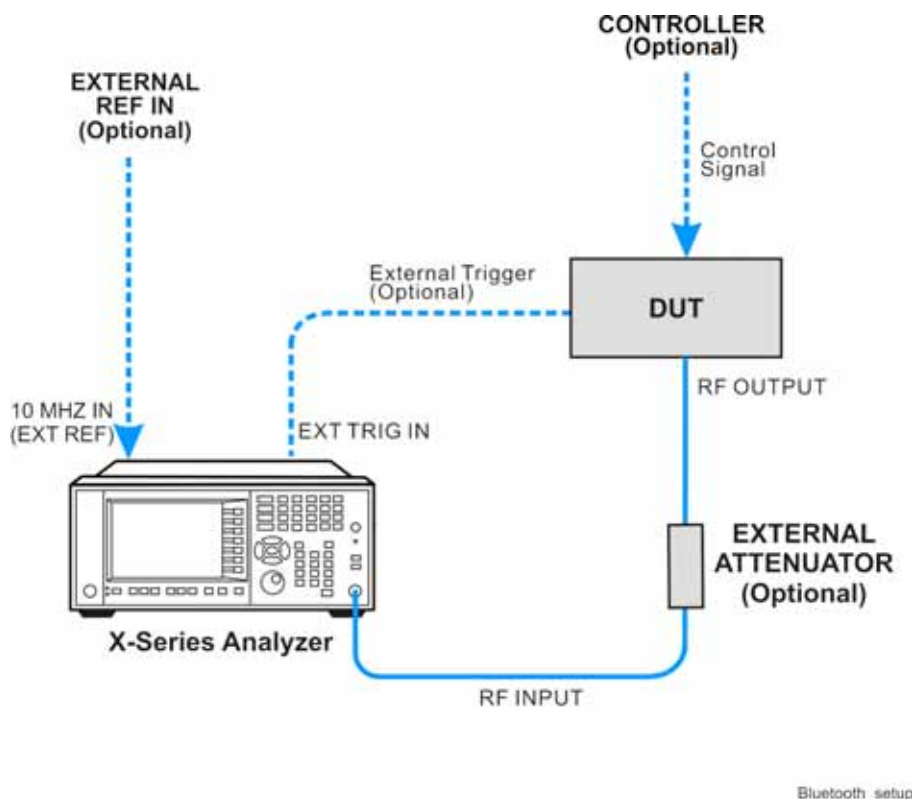 CONTROLLER
(Optional)
EXTERNAL
REF IN
(Optional)
Control
Signal
External Trigger
(Optional)
DUT
RF OUTPUT
10 MHZ IN
(EXT REF)
EXT TRIG IN
EXTERNAL
ATTENUATOR
(Optional)
X-Series Analyzer
RF INPUT
Bluetooth setup